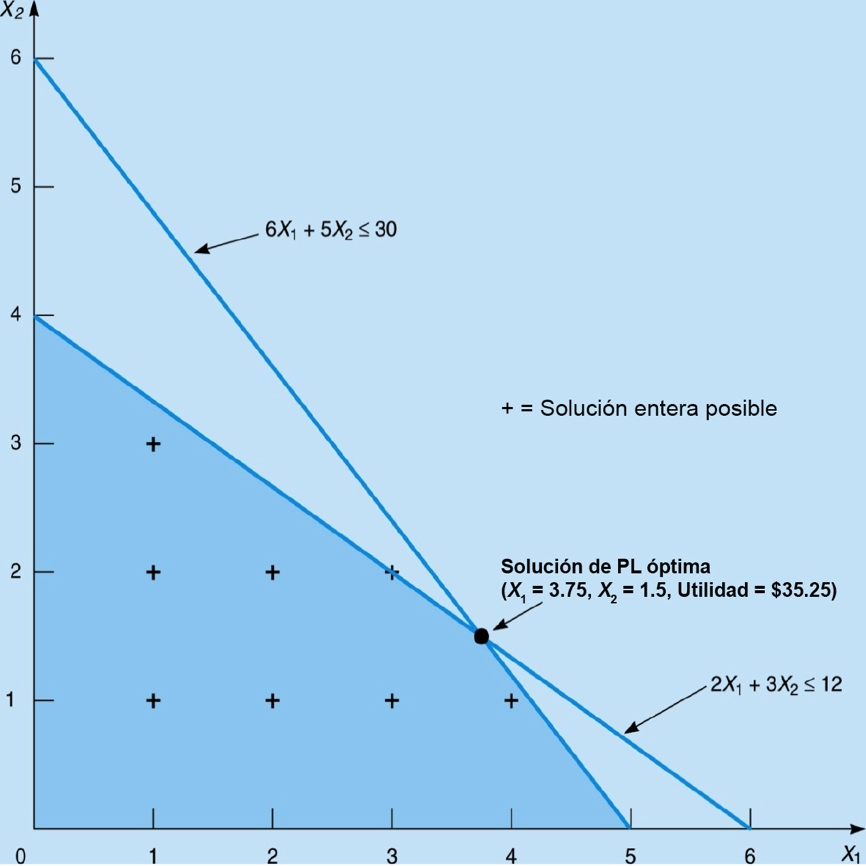 X₂
6
5
6X₁ + 5X₂ ≤ 30
4
+ = Solución entera posible
3
2
Solución de PL óptima
(X₁ = 3.75, X₂ = 1.5, Utilidad = $35.25)
1
2X₁ + 3X₂ ≤ 12
0 1 2 3 4 5 6 X₁